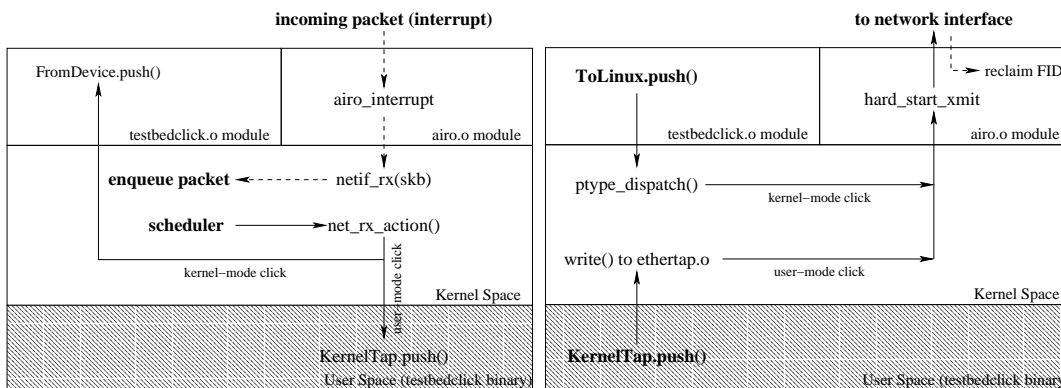 incoming packet (interrupt)
FromDevice.push()
airo_interrupt
testbedclick.o module
airo.o module
enqueue packet
netif_rx(skb)
scheduler
net_rx_action()
kernel−mode click
user−mode click
Kernel Space
KernelTap.push()
User Space (testbedclick binary)
to network interface
ToLinux.push()
reclaim FID
hard_start_xmit
testbedclick.o module
airo.o module
ptype_dispatch()
kernel−mode click
write() to ethertap.o
user−mode click
Kernel Space
KernelTap.push()
User Space (testbedclick binary)